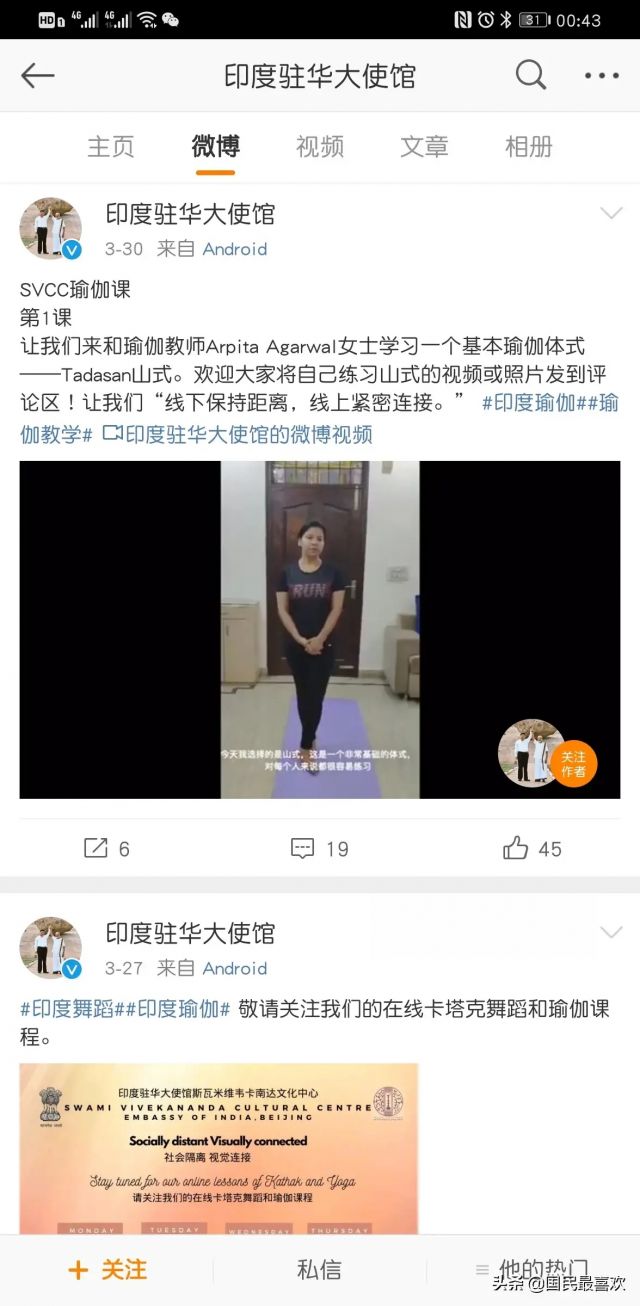 HD 4G 4G 31 00:43
印度驻华大使馆
主页 微博 视频 文章 相册
印度驻华大使馆
3-30 来自 Android
SVCC瑜伽课
第1课
让我们来和瑜伽教师Arpita Agarwal女士学习一个基本瑜伽体式
——Tadasan山式。欢迎大家将自己练习山式的视频或照片发到评
论区！让我们“线下保持距离，线上紧密连接。” #印度瑜伽##瑜
伽教学# 印度驻华大使馆的微博视频
RUN
今天我选择的是山式，这是一个非常基础的体式，
对每个人来说都很容易练习
关注
作者
6 19 45
印度驻华大使馆
3-27 来自 Android
#印度舞蹈##印度瑜伽# 敬请关注我们的在线卡塔克舞蹈和瑜伽课
程。
印度驻华大使馆斯瓦米维韦卡南达文化中心
SWAMI VIVEKANANDA CULTURAL CENTRE
EMBASSY OF INDIA, BEIJING
Socially distant Visually connected
社会隔离 视觉连接
Stay tuned for our online lessons of Kathak and Yoga
请关注我们的在线卡塔克舞蹈和瑜伽课程
MONDAY TUESDAY WEDNESDAY THURSDAY
+ 关注 私信 他的热门
头条 @国民最喜欢